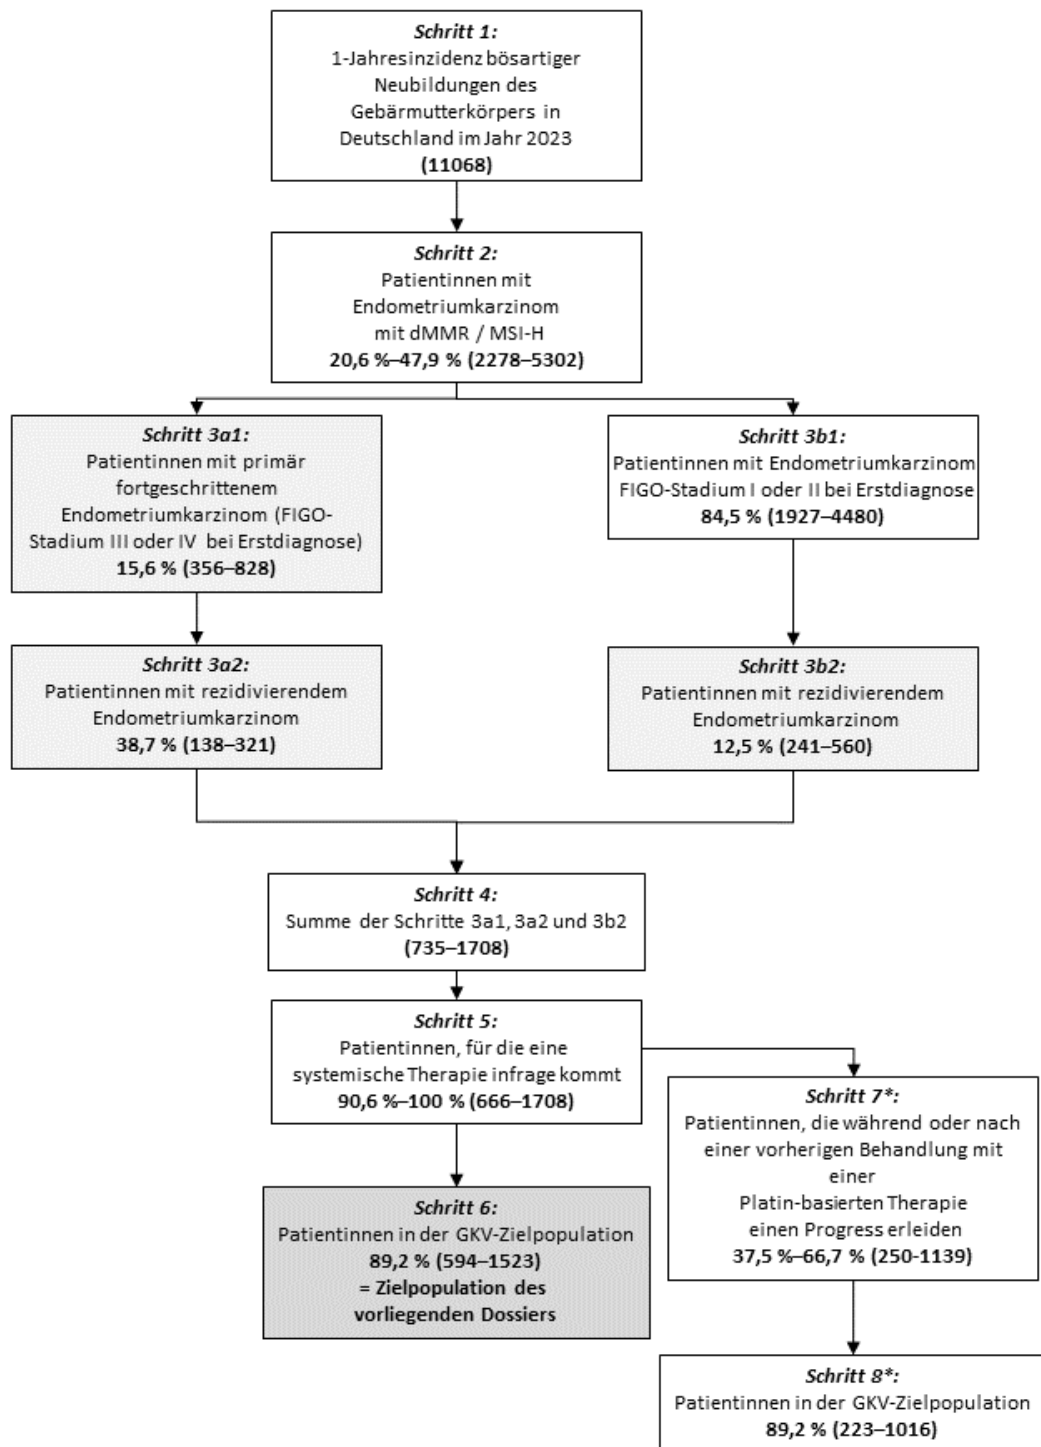 Schritt 1:
1-Jahresinzidenz bösartiger
Neubildungen des
Gebärmutterkörpers in
Deutschland im Jahr 2023
(11068)
Schritt 2:
Patientinnen mit
Endometriumkarzinom
mit dMMR / MSI-H
20,6 %–47,9 % (2278–5302)
Schritt 3a1:
Patientinnen mit primär
fortgeschrittenem
Endometriumkarzinom (FIGO-
Stadium III oder IV bei Erstdiagnose)
15,6 % (356–828)
Schritt 3b1:
Patientinnen mit Endometriumkarzinom
FIGO-Stadium I oder II bei Erstdiagnose
84,5 % (1927–4480)
Schritt 3a2:
Patientinnen mit rezidivierendem
Endometriumkarzinom
38,7 % (138–321)
Schritt 3b2:
Patientinnen mit rezidivierendem
Endometriumkarzinom
12,5 % (241–560)
Schritt 4:
Summe der Schritte 3a1, 3a2 und 3b2
(735–1708)
Schritt 5:
Patientinnen, für die eine
systemische Therapie infrage kommt
90,6 %–100 % (666–1708)
Schritt 6:
Patientinnen in der GKV-Zielpopulation
89,2 % (594–1523)
= Zielpopulation des
vorliegenden Dossiers
Schritt 7*:
Patientinnen, die während oder nach
einer vorherigen Behandlung mit
einer
Platin-basierten Therapie
einen Progress erleiden
37,5 %–66,7 % (250-1139)
Schritt 8*:
Patientinnen in der GKV-Zielpopulation
89,2 % (223–1016)